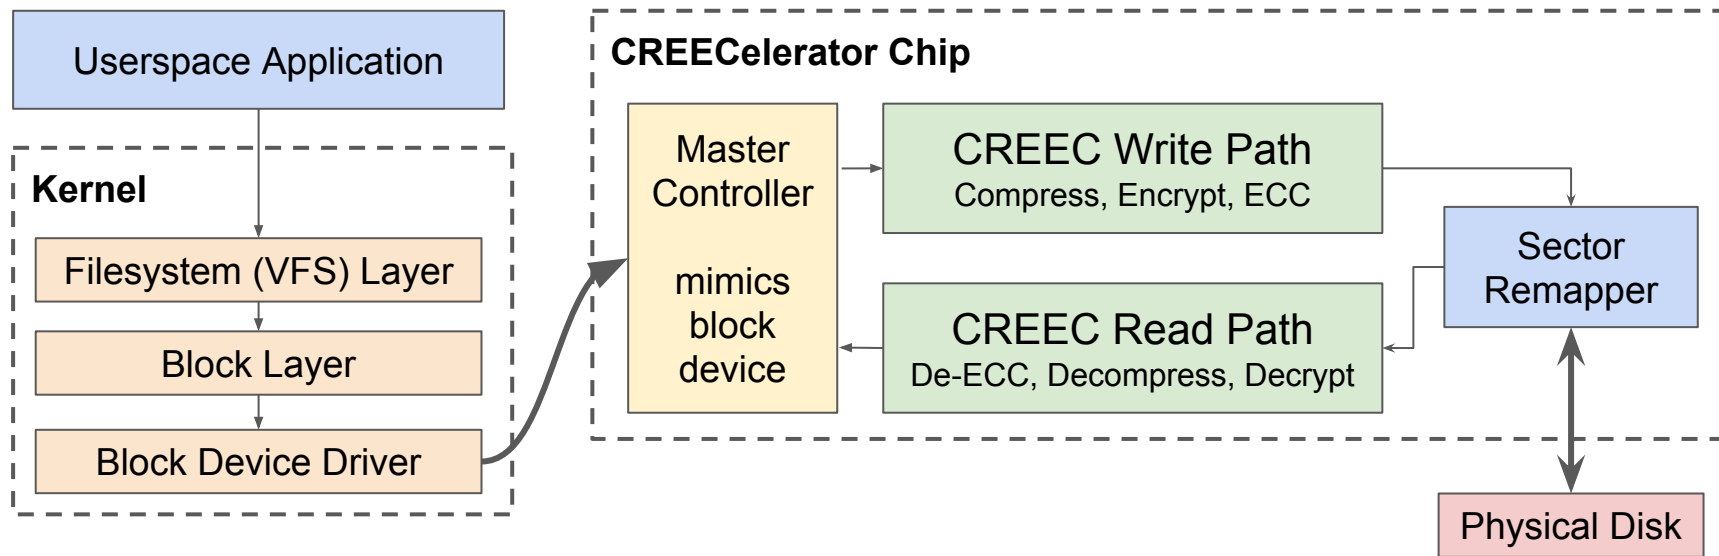 Userspace Application
Kernel
Filesystem (VFS) Layer
Block Layer
Block Device Driver
CREECelerator Chip
Master
Controller
mimics
block
device
CREEC Write Path
Compress, Encrypt, ECC
CREEC Read Path
De-ECC, Decompress, Decrypt
Sector
Remapper
Physical Disk